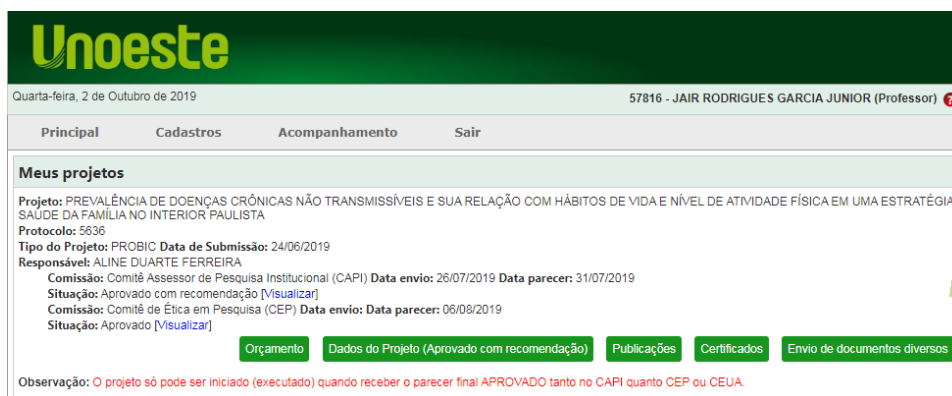 Unoeste
Quarta-feira, 2 de Outubro de 2019 57816 - JAIR RODRIGUES GARCIA JUNIOR (Professor) ?
Principal Cadastros Acompanhamento Sair
Meus projetos
Projeto: PREVALÊNCIA DE DOENÇAS CRÔNICAS NÃO TRANSMISSÍVEIS E SUA RELAÇÃO COM HÁBITOS DE VIDA E NÍVEL DE ATIVIDADE FÍSICA EM UMA ESTRATÉGIA
SAÚDE DA FAMÍLIA NO INTERIOR PAULISTA
Protocolo: 5636
Tipo do Projeto: PROBIC Data de Submissão: 24/06/2019
Responsável: ALINE DUARTE FERREIRA
Comissão: Comitê Assessor de Pesquisa Institucional (CAPI) Data envio: 26/07/2019 Data parecer: 31/07/2019
Situação: Aprovado com recomendação [Visualizar]
Comissão: Comitê de Ética em Pesquisa (CEP) Data envio: Data parecer: 06/08/2019
Situação: Aprovado [Visualizar]
Orçamento Dados do Projeto (Aprovado com recomendação) Publicações Certificados Envio de documentos diversos
Observação: O projeto só pode ser iniciado (executado) quando receber o parecer final APROVADO tanto no CAPI quanto CEP ou CEUA.